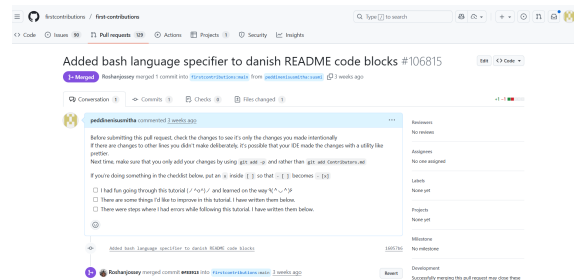 firstcontributions / first-contributions
Type / to search
Code
Issues 90
Pull requests 129
Actions
Projects 1
Security
Insights
Added bash language specifier to danish README code blocks #106815
Edit
Code
Merged
Roshanjossey merged 1 commit into firstcontributions:main from peddinenisusmitha:susmi 3 weeks ago
Conversation 1
Commits 1
Checks 0
Files changed 1
+1 −1
peddinenisusmitha commented 3 weeks ago
Before submitting this pull request, check the changes to see it's only the changes you made intentionally
If there are changes to other lines you didn't make deliberately, it's possible that your IDE made the changes with a utility like
prettier.
Next time, make sure that you only add your changes by using git add -p and rather than git add Contributors.md
If you're doing something in the checklist below, put an x inside [ ] so that - [ ] becomes - [x]
I had fun going through this tutorial (ノ^o^)ノ and learned on the way
There are some things I'd like to improve in this tutorial. I have written them below.
There were steps where I had errors while following this tutorial. I have written them below.
Added bash language specifier to danish README code blocks
Roshanjossey merged commit into firstcontributions:main 3 weeks ago
Revert
Reviewers
No reviews
Assignees
No one assigned
Labels
None yet
Projects
None yet
Milestone
No milestone
Development
Successfully merging this pull request may close these